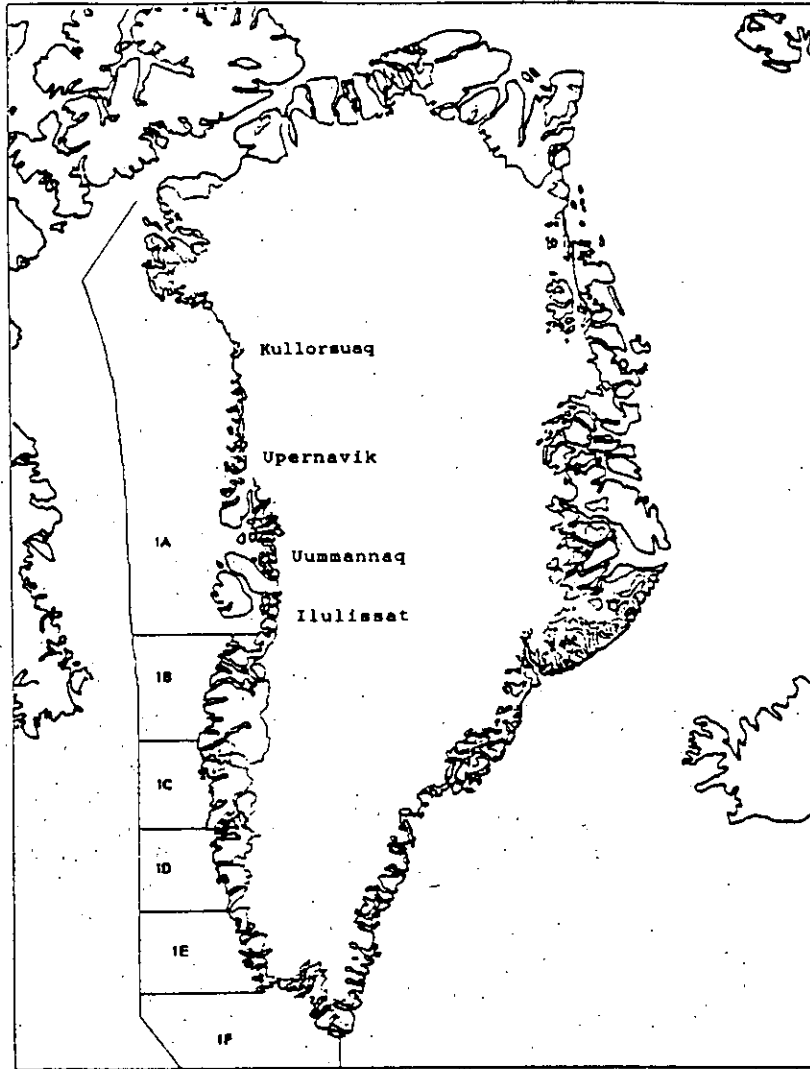 Kullorsuaq
Upernavik
1A
Uummannaq
Ilulissat
1B
1C
1D
1E
1F